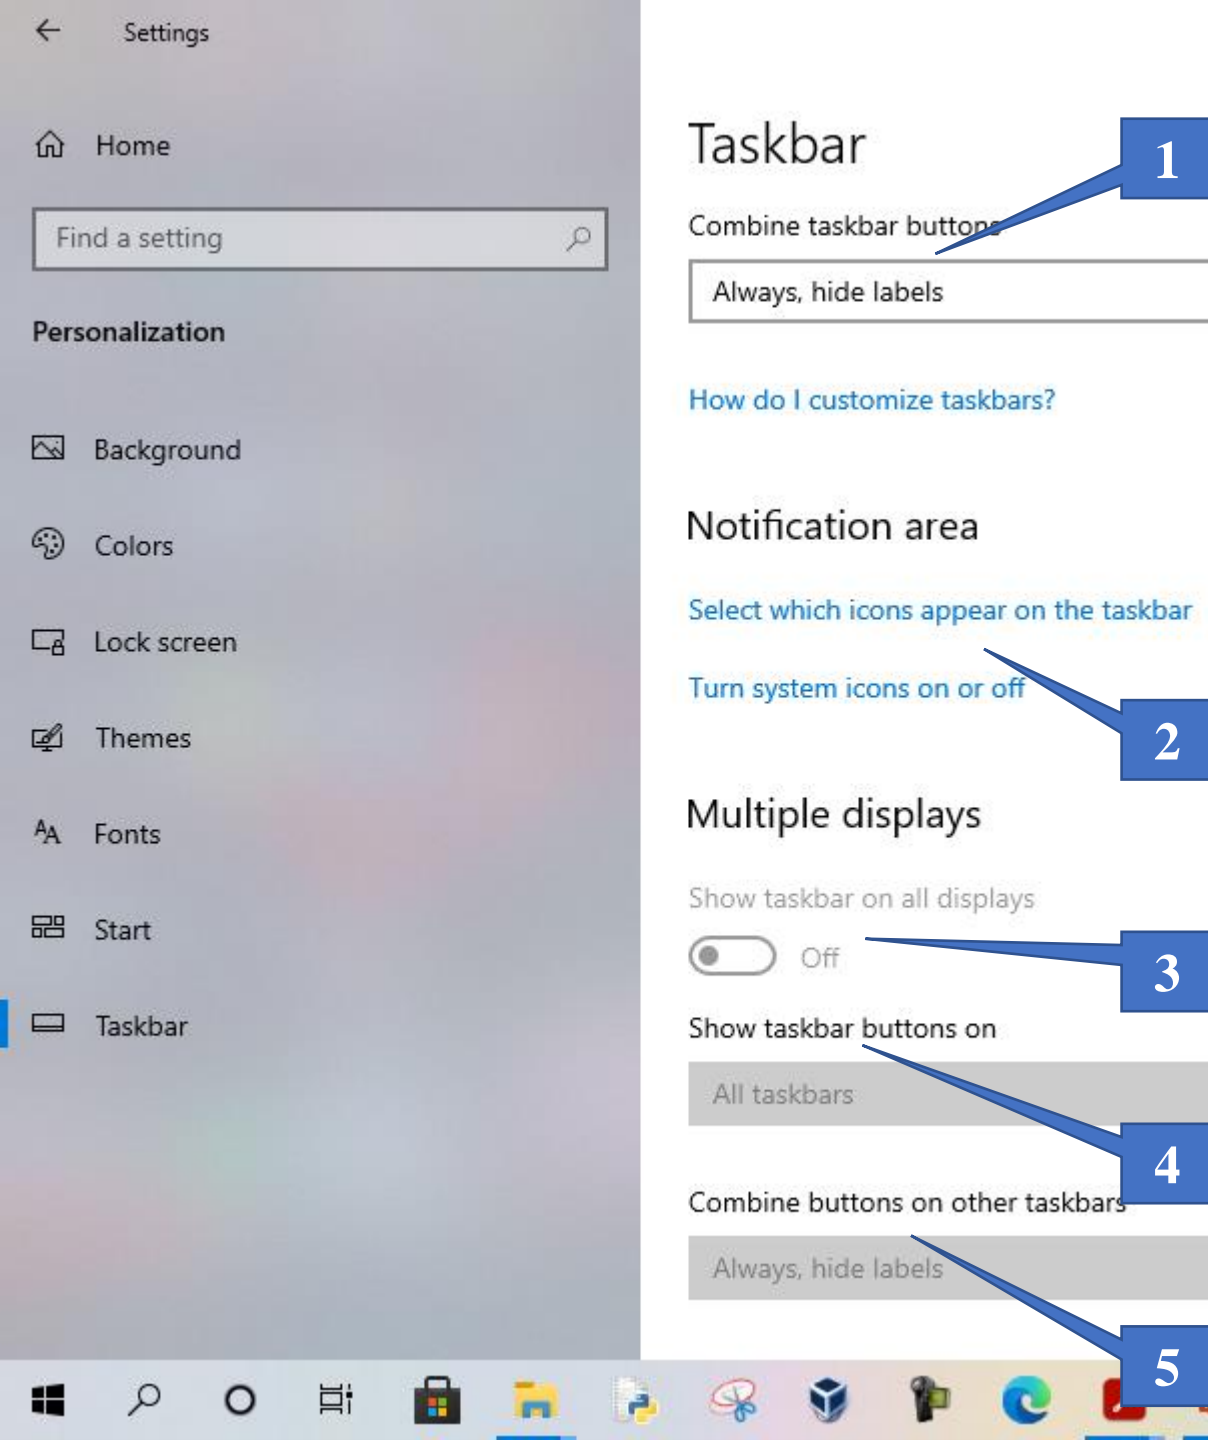 Settings
Home
Find a setting
Personalization
Background
Colors
Lock screen
Themes
Fonts
Start
Taskbar
Taskbar
1
Combine taskbar buttons
Always, hide labels
How do I customize taskbars?
Notification area
Select which icons appear on the taskbar
Turn system icons on or off
2
Multiple displays
Show taskbar on all displays
Off
3
Show taskbar buttons on
All taskbars
4
Combine buttons on other taskbars
Always, hide labels
5